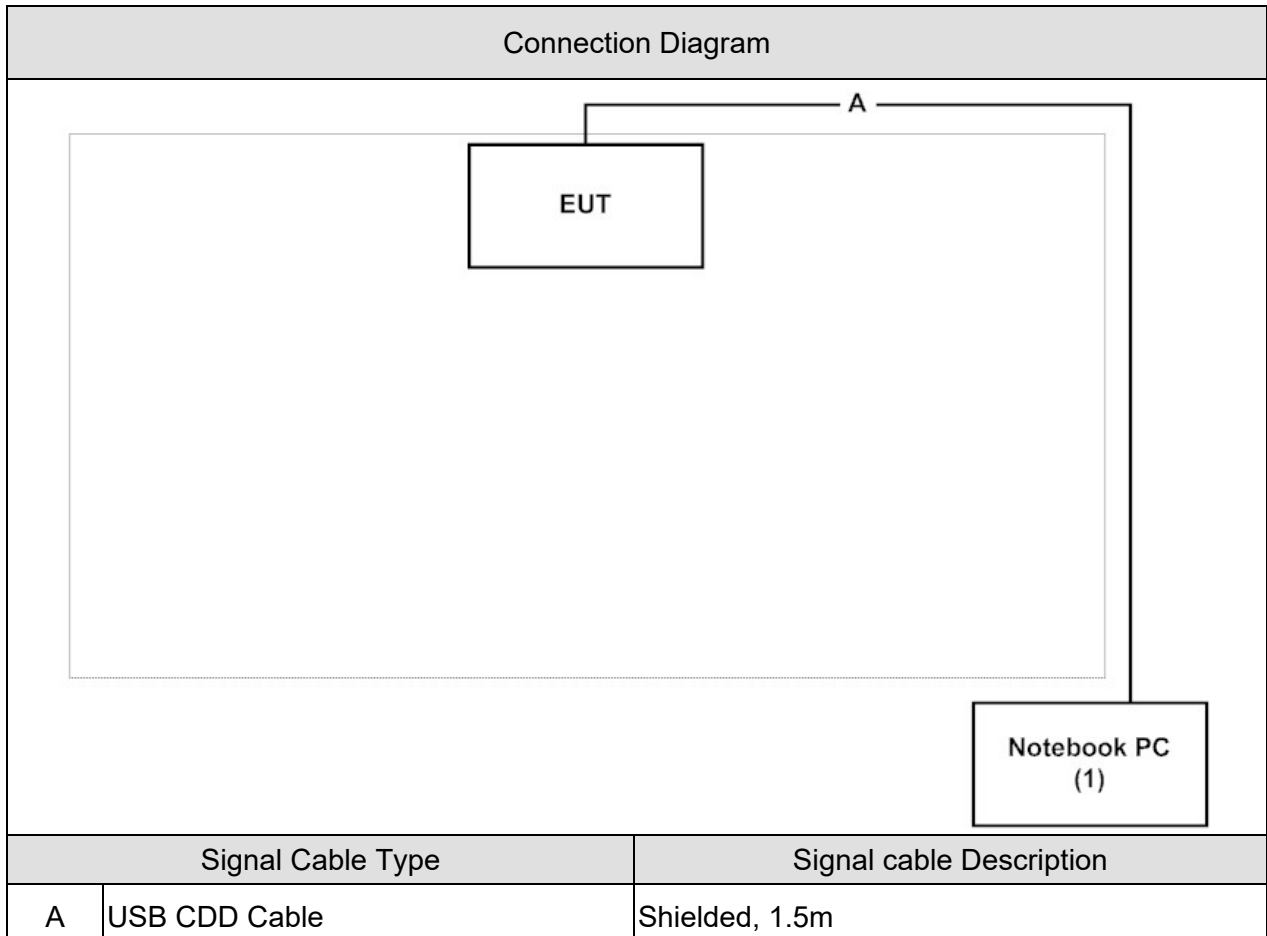 Connection Diagram
A
EUT
Notebook PC
(1)
Signal Cable Type Signal cable Description
A USB CDD Cable Shielded, 1.5m